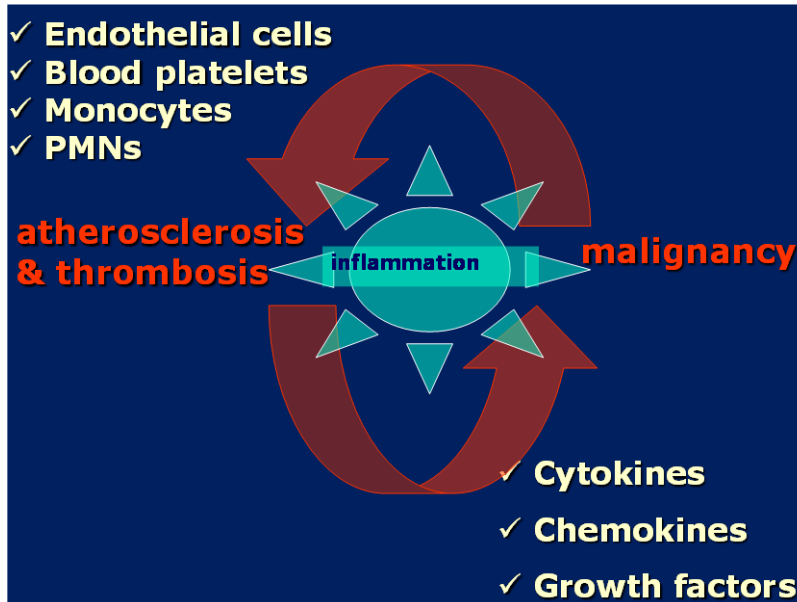 ✓ Endothelial cells
✓ Blood platelets
✓ Monocytes
✓ PMNs
atherosclerosis
& thrombosis
inflammation
malignancy
✓ Cytokines
✓ Chemokines
✓ Growth factors